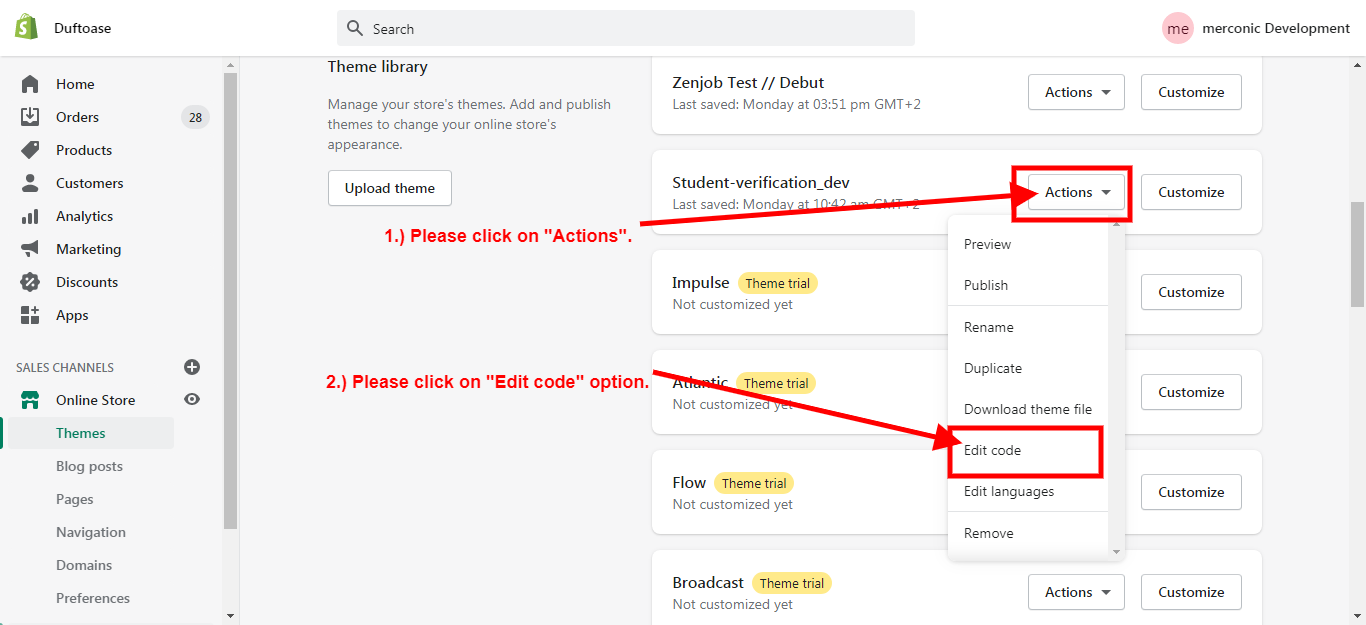 Duftoase
Search
me
merconic Development
Home
Orders
28
Products
Customers
Analytics
Marketing
Discounts
Apps
SALES CHANNELS
Online Store
Themes
Blog posts
Pages
Navigation
Domains
Preferences
Theme library
Manage your store's themes. Add and publish
themes to change your online store's
appearance.
Upload theme
Zenjob Test // Debut
Last saved: Monday at 03:51 pm GMT+2
Actions
Customize
Student-verification_dev
Last saved: Monday at 10:42 am GMT+2
Actions
Customize
1.) Please click on "Actions".
Preview
Publish
Rename
Duplicate
Download theme file
Edit code
Edit languages
Remove
Impulse
Theme trial
Not customized yet
Customize
2.) Please click on "Edit code" option.
Atlantic
Theme trial
Not customized yet
Customize
Flow
Theme trial
Not customized yet
Customize
Broadcast
Theme trial
Not customized yet
Actions
Customize